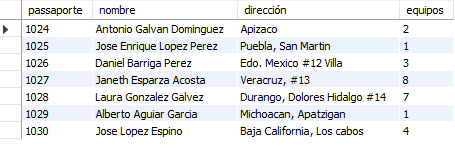 passaporte nombre dirección equipos
1024 Antonio Galvan Dominguez Apizaco 2
1025 Jose Enrique Lopez Perez Puebla, San Martin 1
1026 Daniel Barriga Perez Edo. Mexico #12 Villa 3
1027 Janeth Esparza Acosta Veracruz, #13 8
1028 Laura Gonzalez Galvez Durango, Dolores Hidalgo #14 7
1029 Alberto Aguiar Garcia Michoacan, Apatzigan 1
1030 Jose Lopez Espino Baja California, Los cabos 4